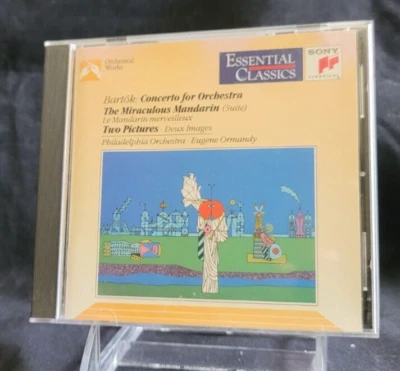 Orchestral
Works
ESSENTIAL
CLASSICS
SONY
CLASSICAL
Bartók: Concerto for Orchestra
The Miraculous Mandarin (Suite)
Le Mandarin merveilleux
Two Pictures · Deux Images
Philadelphia Orchestra · Eugene Ormandy